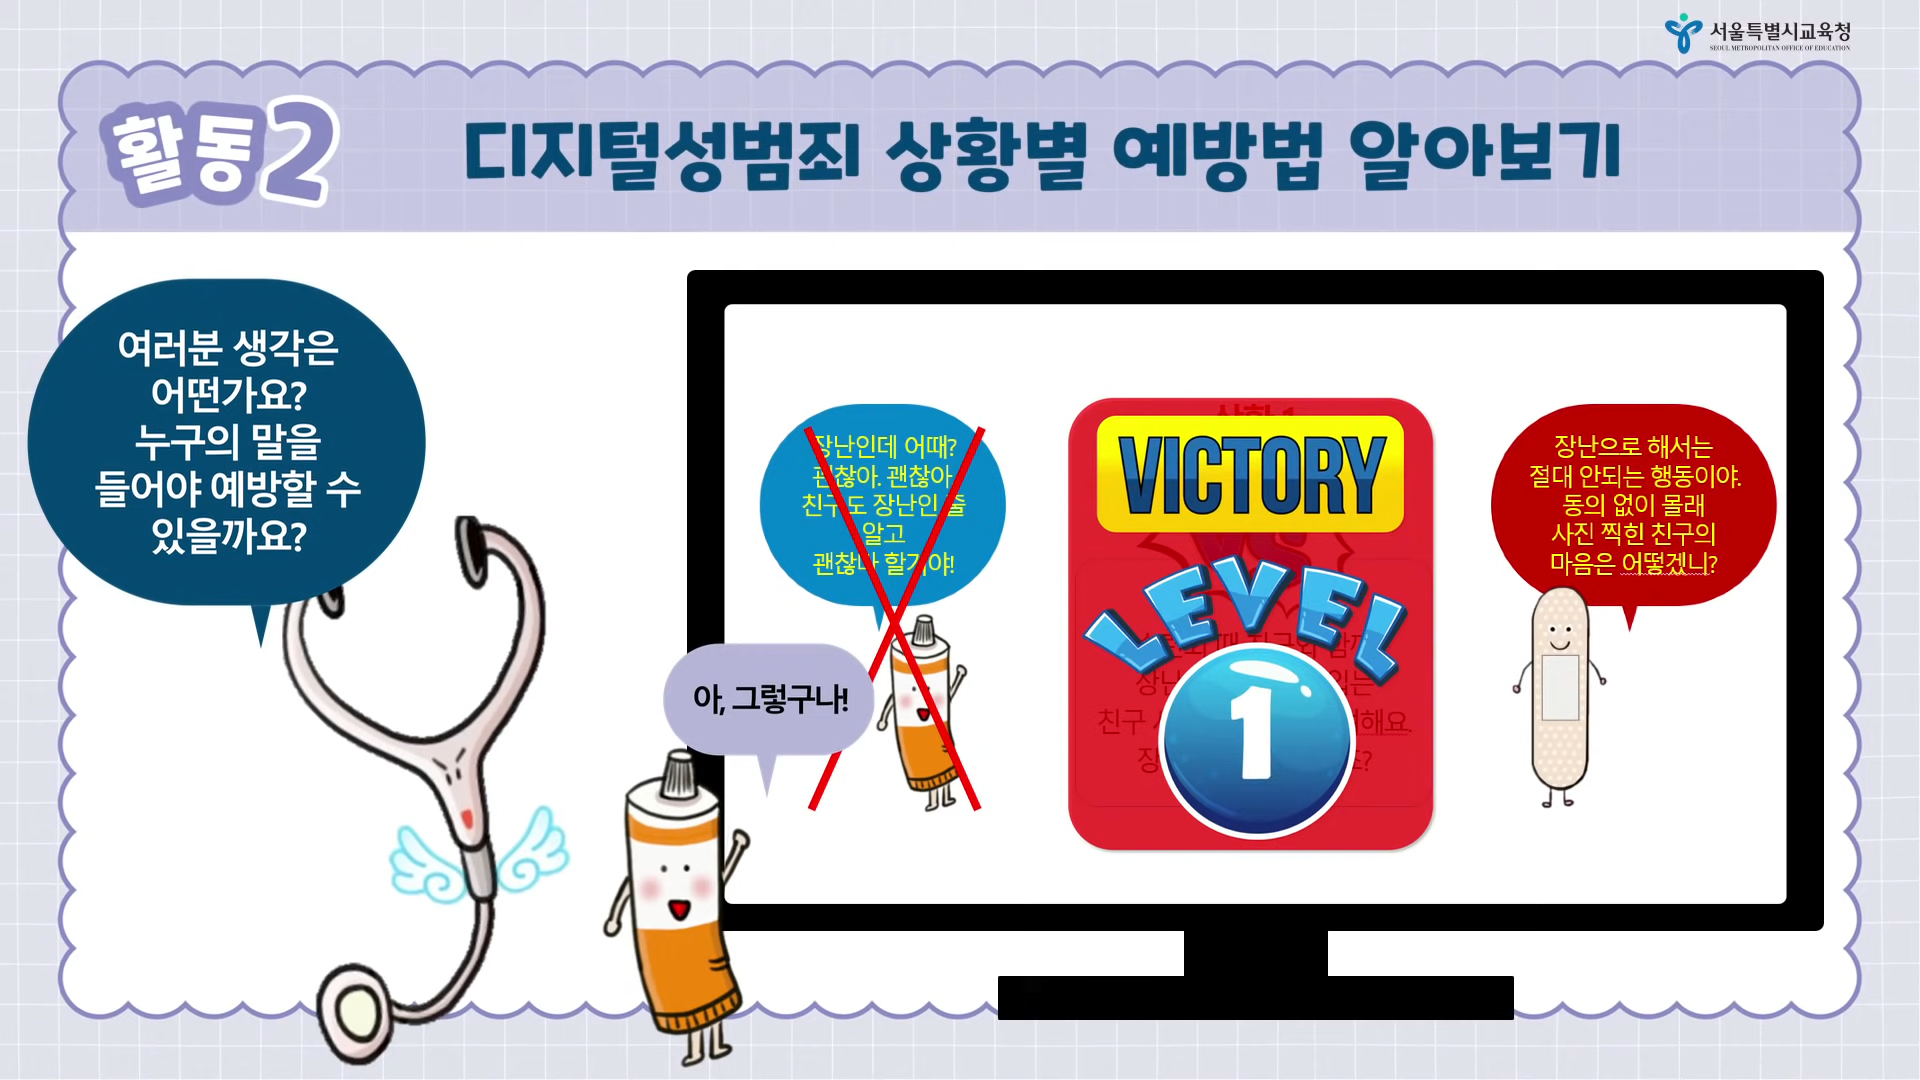 서울특별시교육청
SEOUL METROPOLITAN OFFICE OF EDUCATION
활동2
디지털성범죄 상황별 예방법 알아보기
여러분 생각은
어떤가요?
누구의 말을
들어야 예방할 수
있을까요?
장난인데 어때?
괜찮아. 괜찮아
친구도 장난인 줄
알고
괜찮다 할거야!
VICTORY
LEVEL
1
친구
장난으로 해서는
절대 안되는 행동이야.
동의 없이 몰래
사진 찍힌 친구의
마음은 어떻겠니?
아, 그렇구나!